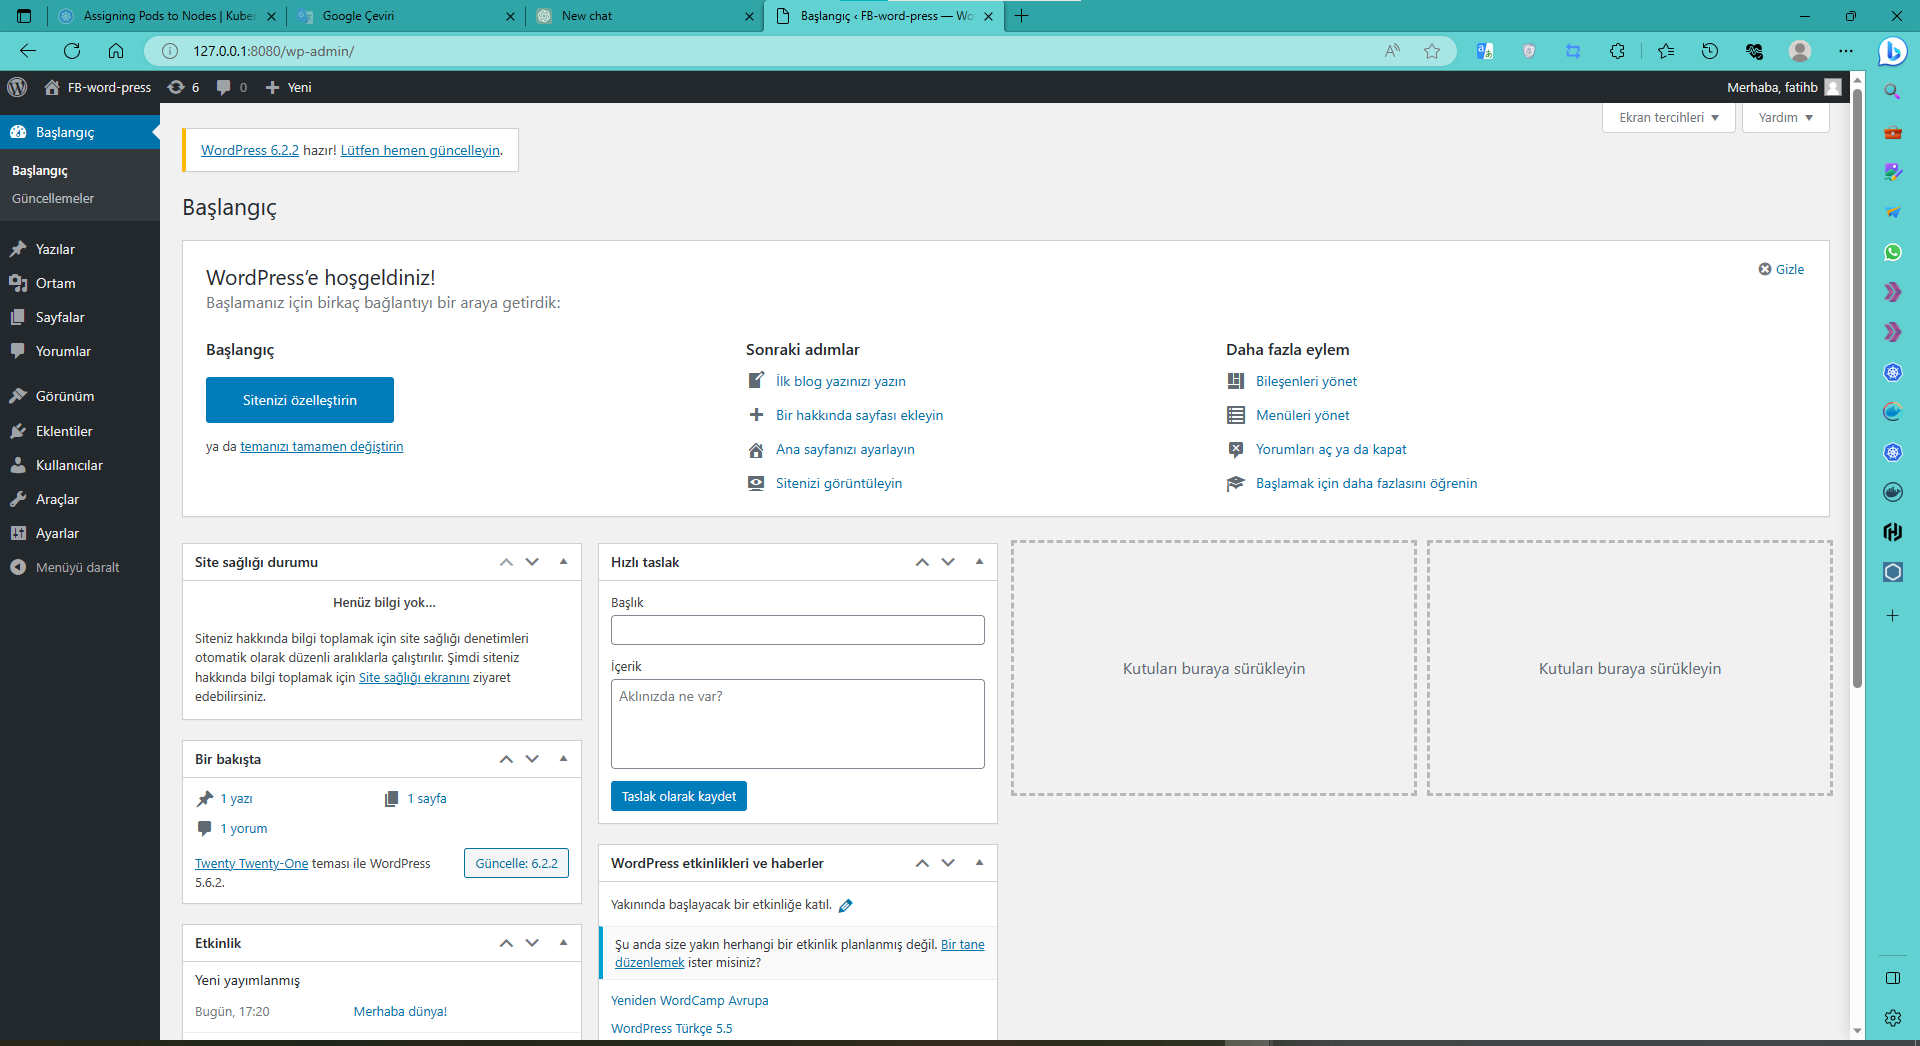 Assigning Pods to Nodes | Kuber
Google Çeviri
New chat
Başlangıç ‹ FB-word-press — Wo
127.0.0.1:8080/wp-admin/
FB-word-press
6
0
Yeni
Merhaba, fatihb
Başlangıç
Başlangıç
Güncellemeler
Yazılar
Ortam
Sayfalar
Yorumlar
Görünüm
Eklentiler
Kullanıcılar
Araçlar
Ayarlar
Menüyü daralt
Ekran tercihleri
Yardım
WordPress 6.2.2 hazır! Lütfen hemen güncelleyin.
Başlangıç
WordPress’e hoşgeldiniz!
Başlamanız için birkaç bağlantıyı bir araya getirdik:
Gizle
Başlangıç
Sitenizi özelleştirin
ya da temanızı tamamen değiştirin
Sonraki adımlar
İlk blog yazınızı yazın
Bir hakkında sayfası ekleyin
Ana sayfanızı ayarlayın
Sitenizi görüntüleyin
Daha fazla eylem
Bileşenleri yönet
Menüleri yönet
Yorumları aç ya da kapat
Başlamak için daha fazlasını öğrenin
Site sağlığı durumu
Henüz bilgi yok...
Siteniz hakkında bilgi toplamak için site sağlığı denetimleri
otomatik olarak düzenli aralıklarla çalıştırılır. Şimdi siteniz
hakkında bilgi toplamak için Site sağlığı ekranını ziyaret
edebilirsiniz.
Bir bakışta
1 yazı
1 sayfa
1 yorum
Twenty Twenty-One teması ile WordPress
5.6.2.
Güncelle: 6.2.2
Etkinlik
Yeni yayımlanmış
Bugün, 17:20
Merhaba dünya!
Hızlı taslak
Başlık
İçerik
Aklınızda ne var?
Taslak olarak kaydet
WordPress etkinlikleri ve haberler
Yakınında başlayacak bir etkinliğe katıl.
Şu anda size yakın herhangi bir etkinlik planlanmış değil. Bir tane
düzenlemek ister misiniz?
Yeniden WordCamp Avrupa
WordPress Türkçe 5.5
Kutuları buraya sürükleyin
Kutuları buraya sürükleyin